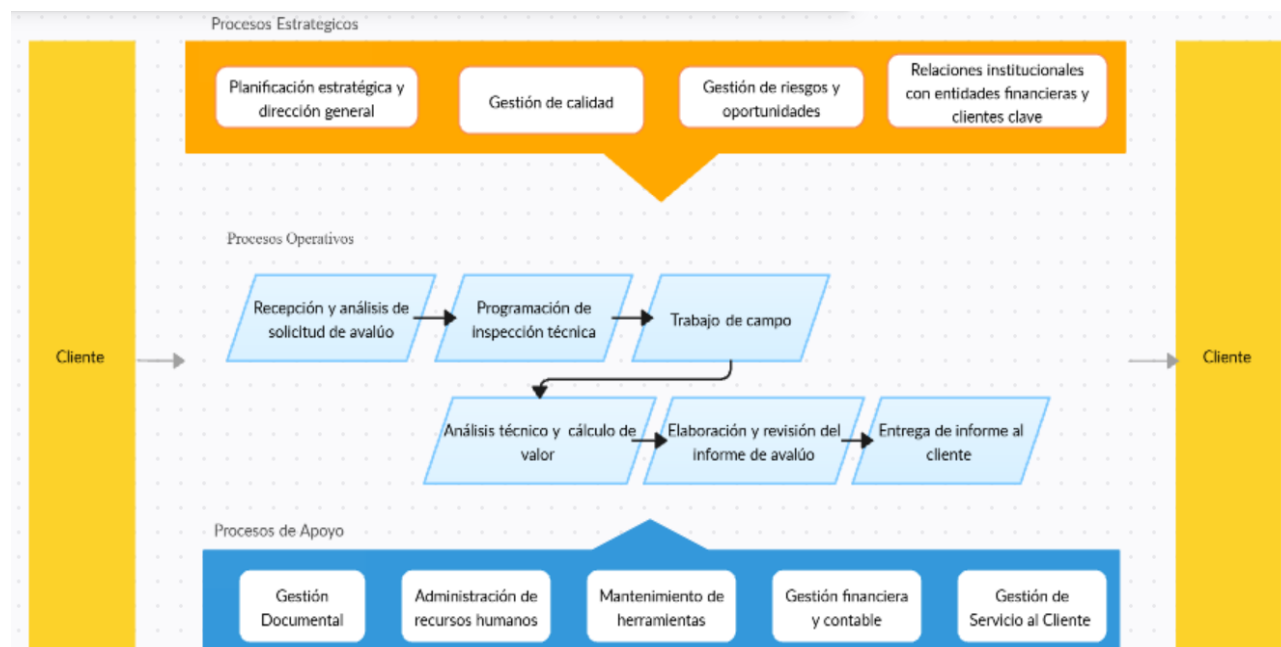 Procesos Estrategicos
Planificación estratégica y
dirección general
Gestión de calidad
Gestión de riesgos y
oportunidades
Relaciones institucionales
con entidades financieras y
clientes clave
Procesos Operativos
Recepción y análisis de
solicitud de avalúo
Programación de
inspección técnica
Trabajo de campo
Cliente
Cliente
Análisis técnico y cálculo de
valor
Elaboración y revisión del
informe de avalúo
Entrega de informe al
cliente
Procesos de Apoyo
Gestión
Documental
Administración de
recursos humanos
Mantenimiento de
herramientas
Gestión financiera
y contable
Gestión de
Servicio al Cliente